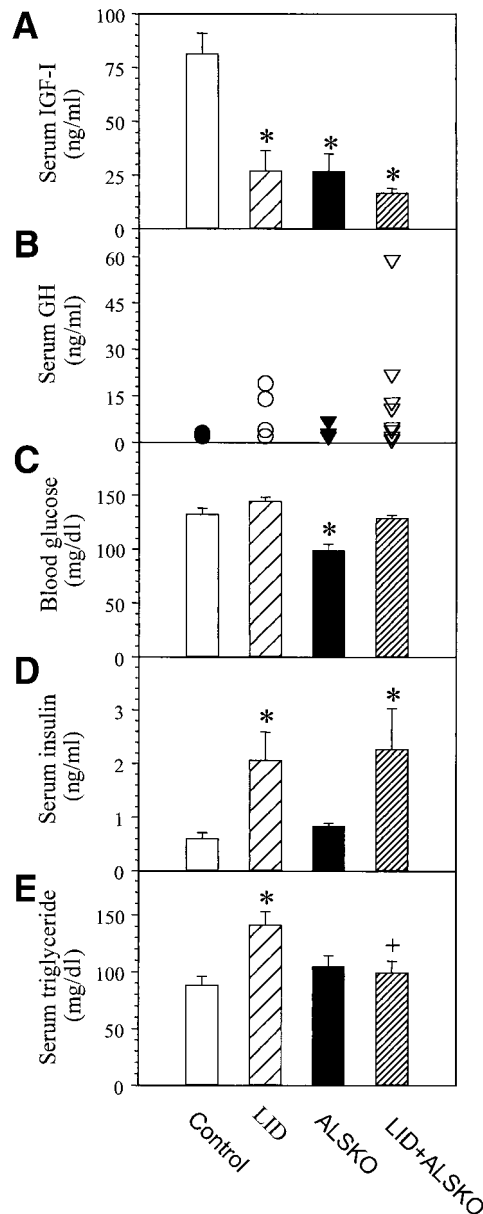 A
Serum IGF-I
(ng/ml)
100
75
50
25
0
*
*
*
B
Serum GH
(ng/ml)
60
45
30
15
0
C
Blood glucose
(mg/dl)
150
100
50
0
*
D
Serum insulin
(ng/ml)
3
2
1
0
*
*
E
Serum triglyceride
(mg/dl)
150
100
50
0
*
+
Control
LID
ALSKO
LID+ALSKO